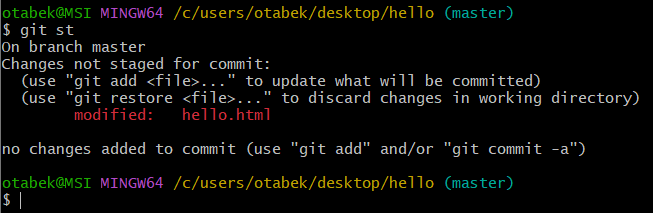 otabek@MSI MINGW64 /c/users/otabek/desktop/hello (master)
$ git st
On branch master
Changes not staged for commit:
  (use "git add <file>..." to update what will be committed)
  (use "git restore <file>..." to discard changes in working directory)
        modified:   hello.html

no changes added to commit (use "git add" and/or "git commit -a")

otabek@MSI MINGW64 /c/users/otabek/desktop/hello (master)
$